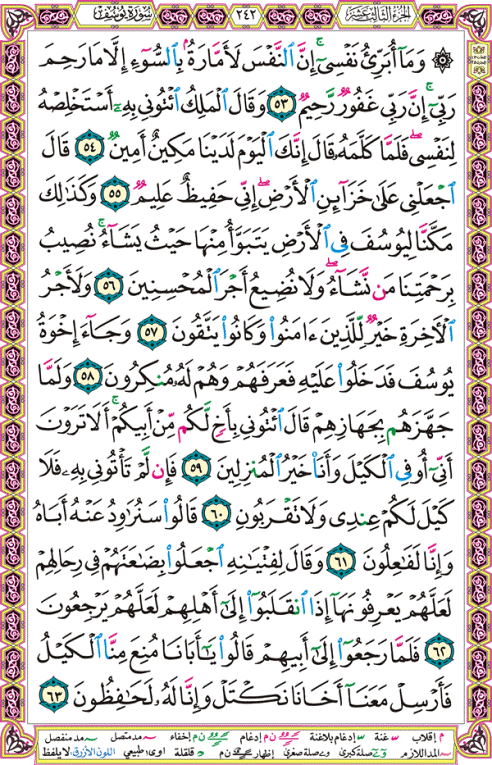 الجزء الثالث عشر ٢٤٢ سورة يوسف
۞ وَمَآ أُبَرِّئُ نَفۡسِيٓۚ إِنَّ ٱلنَّفۡسَ لَأَمَّارَةُۢ بِٱلسُّوٓءِ إِلَّا مَا رَحِمَ
رَبِّيٓۚ إِنَّ رَبِّي غَفُورٞ رَّحِيمٞ ٥٣ وَقَالَ ٱلۡمَلِكُ ٱئۡتُونِي بِهِۦٓ أَسۡتَخۡلِصۡهُ
لِنَفۡسِيۖ فَلَمَّا كَلَّمَهُۥ قَالَ إِنَّكَ ٱلۡيَوۡمَ لَدَيۡنَا مَكِينٌ أَمِينٞ ٥٤ قَالَ
ٱجۡعَلۡنِي عَلَىٰ خَزَآئِنِ ٱلۡأَرۡضِۖ إِنِّي حَفِيظٌ عَلِيمٞ ٥٥ وَكَذَٰلِكَ
مَكَّنَّا لِيُوسُفَ فِي ٱلۡأَرۡضِ يَتَبَوَّأُ مِنۡهَا حَيۡثُ يَشَآءُۚ نُصِيبُ
بِرَحۡمَتِنَا مَن نَّشَآءُۖ وَلَا نُضِيعُ أَجۡرَ ٱلۡمُحۡسِنِينَ ٥٦ وَلَأَجۡرُ
ٱلۡأٓخِرَةِ خَيۡرٞ لِّلَّذِينَ ءَامَنُواْ وَكَانُواْ يَتَّقُونَ ٥٧ وَجَآءَ إِخۡوَةُ
يُوسُفَ فَدَخَلُواْ عَلَيۡهِ فَعَرَفَهُمۡ وَهُمۡ لَهُۥ مُنكِرُونَ ٥٨ وَلَمَّا
جَهَّزَهُم بِجَهَازِهِمۡ قَالَ ٱئۡتُونِي بِأَخٖ لَّكُم مِّنۡ أَبِيكُمۡۚ أَلَا تَرَوۡنَ
أَنِّيٓ أُوفِي ٱلۡكَيۡلَ وَأَنَا۠ خَيۡرُ ٱلۡمُنزِلِينَ ٥٩ فَإِن لَّمۡ تَأۡتُونِي بِهِۦ فَلَا
كَيۡلَ لَكُمۡ عِندِي وَلَا تَقۡرَبُونِ ٦٠ قَالُواْ سَنُرَٰوِدُ عَنۡهُ أَبَاهُ
وَإِنَّا لَفَٰعِلُونَ ٦١ وَقَالَ لِفِتۡيَٰنِهِ ٱجۡعَلُواْ بِضَٰعَتَهُمۡ فِي رِحَالِهِمۡ
لَعَلَّهُمۡ يَعۡرِفُونَهَآ إِذَا ٱنقَلَبُوٓاْ إِلَىٰٓ أَهۡلِهِمۡ لَعَلَّهُمۡ يَرۡجِعُونَ
٦٢ فَلَمَّا رَجَعُوٓاْ إِلَىٰٓ أَبِيهِمۡ قَالُواْ يَٰٓأَبَانَا مُنِعَ مِنَّا ٱلۡكَيۡلُ
فَأَرۡسِلۡ مَعَنَآ أَخَانَا نَكۡتَلۡ وَإِنَّا لَهُۥ لَحَٰفِظُونَ ٦٣
م إقلاب غنة إدغام بلاغنة ن م إدغام ن م إخفاء مد متصل مد منفصل
المد اللازم صلة كبرى صلة صغرى إظهار قلقلة اوى طبيعي اللون الأزرق: لا يلفظ